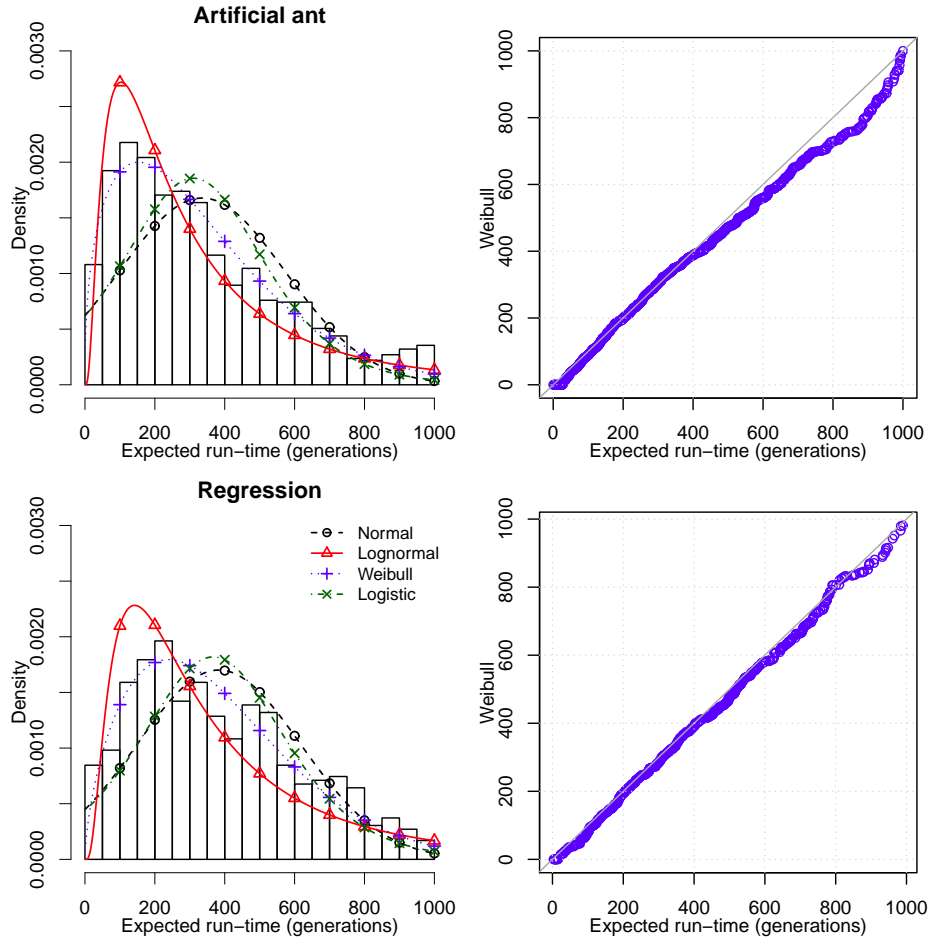 Artificial ant
Density
0.0000 0.0010 0.0020 0.0030
0 200 400 600 800 1000
Expected run−time (generations)
Weibull
0 200 400 600 800 1000
0 200 400 600 800 1000
Expected run−time (generations)
Regression
Normal
Lognormal
Weibull
Logistic
Density
0.0000 0.0010 0.0020 0.0030
0 200 400 600 800 1000
Expected run−time (generations)
Weibull
0 200 400 600 800 1000
0 200 400 600 800 1000
Expected run−time (generations)